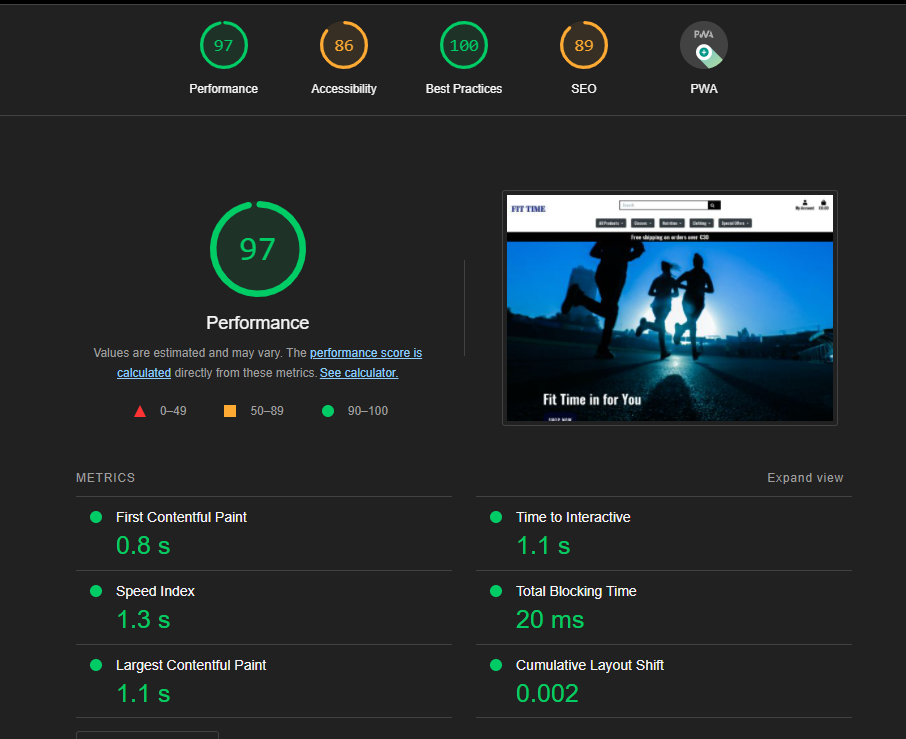 97 86 100 89 PWA
Performance Accessibility Best Practices SEO PWA
97
Performance
Values are estimated and may vary. The performance score is
calculated directly from these metrics. See calculator.
0–49 50–89 90–100
FIT TIME
Search
My Account £0.00
All Products Classes Nutrition Clothing Special Offers
Free shipping on orders over £30
Fit Time in for You
SHOP NOW
METRICS Expand view
First Contentful Paint
0.8 s
Time to Interactive
1.1 s
Speed Index
1.3 s
Total Blocking Time
20 ms
Largest Contentful Paint
1.1 s
Cumulative Layout Shift
0.002